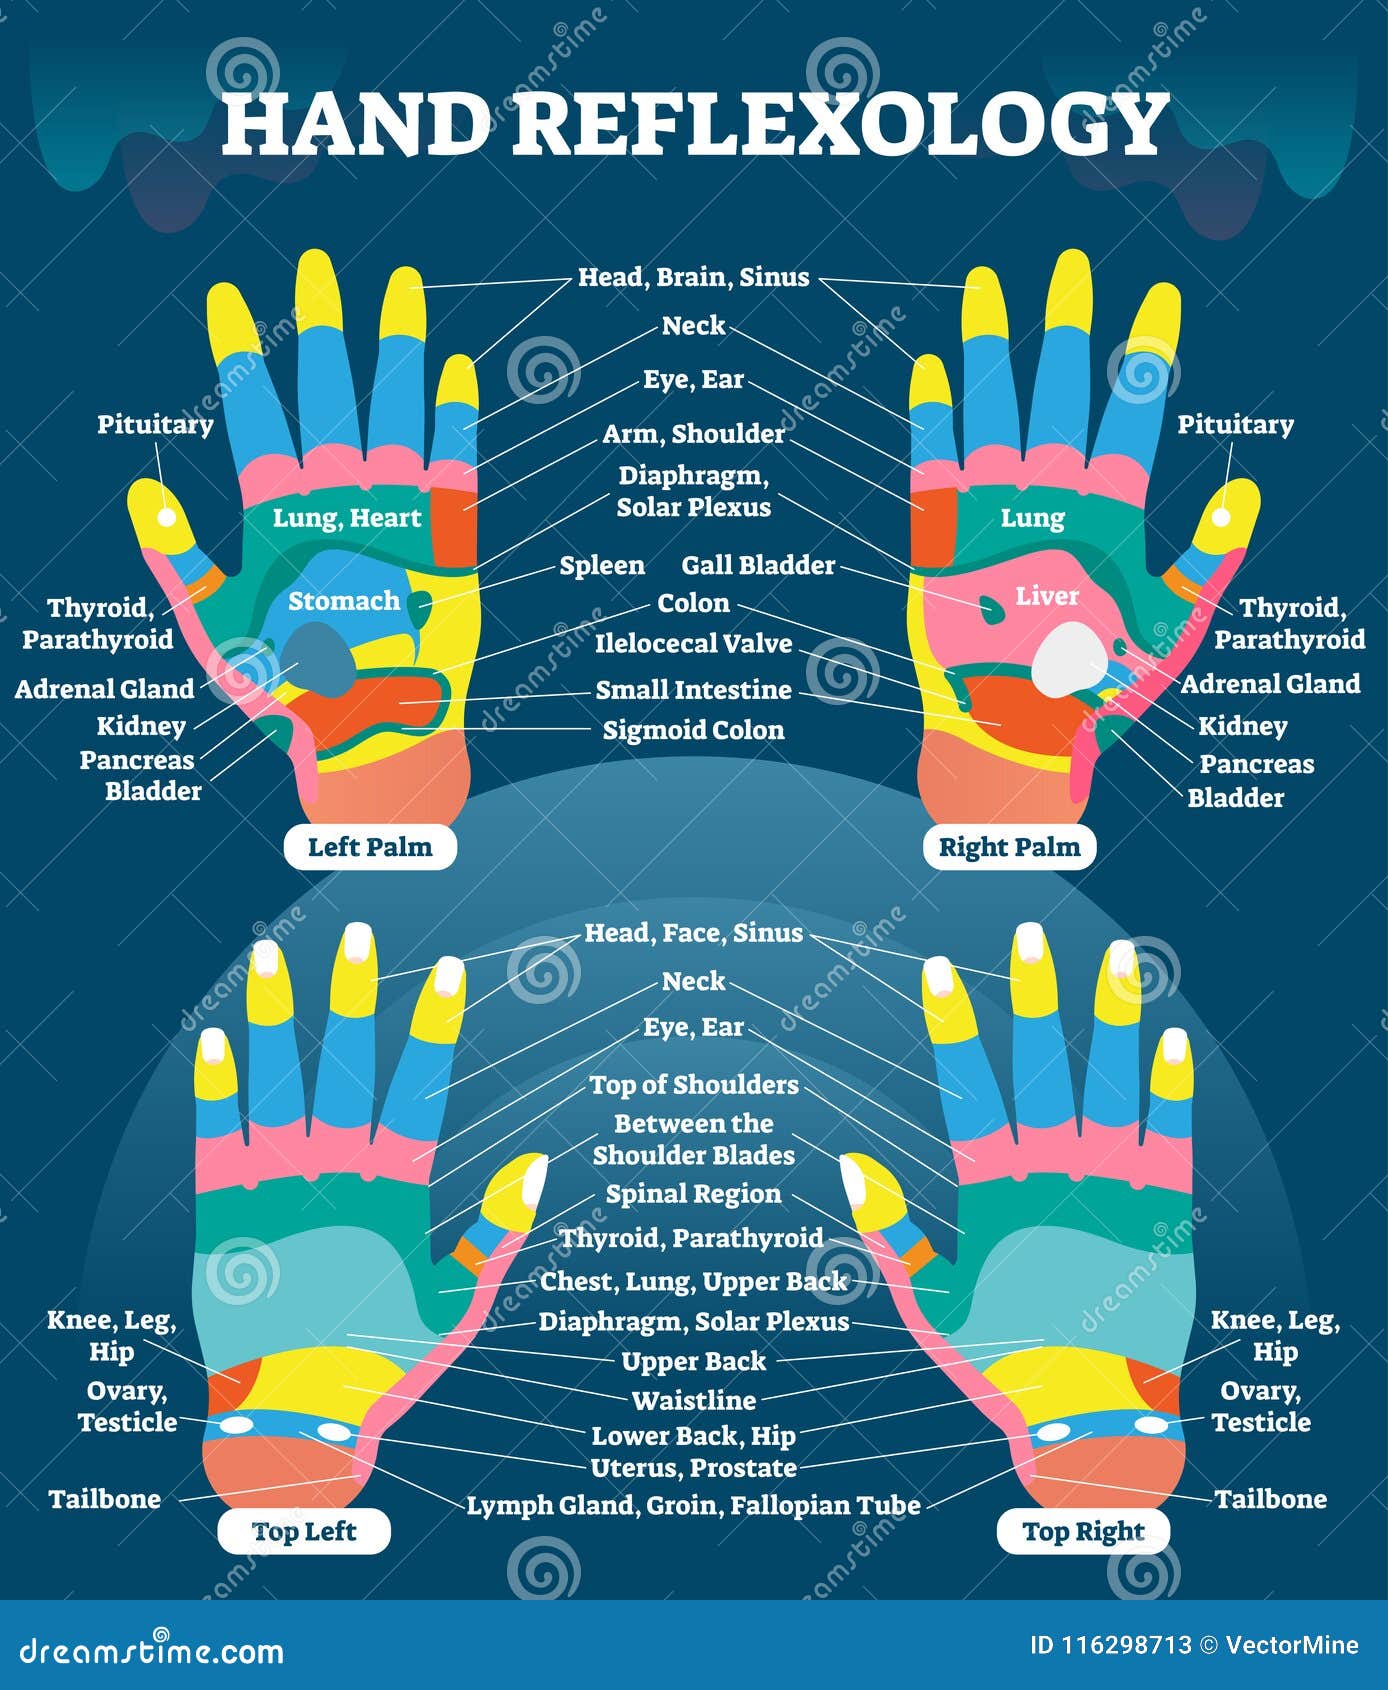 HAND REFLEXOLOGY
Head, Brain, Sinus
Neck
Eye, Ear
Arm, Shoulder
Diaphragm,
Solar Plexus
Spleen
Gall Bladder
Colon
Ilelocecal Valve
Small Intestine
Sigmoid Colon
Pituitary
Thyroid,
Parathyroid
Adrenal Gland
Kidney
Pancreas
Bladder
Lung, Heart
Stomach
Left Palm
Pituitary
Lung
Liver
Thyroid,
Parathyroid
Adrenal Gland
Kidney
Pancreas
Bladder
Right Palm
Head, Face, Sinus
Neck
Eye, Ear
Top of Shoulders
Between the
Shoulder Blades
Spinal Region
Thyroid, Parathyroid
Chest, Lung, Upper Back
Diaphragm, Solar Plexus
Upper Back
Waistline
Lower Back, Hip
Uterus, Prostate
Lymph Gland, Groin, Fallopian Tube
Knee, Leg,
Hip
Ovary,
Testicle
Tailbone
Top Left
Knee, Leg,
Hip
Ovary,
Testicle
Tailbone
Top Right
dreamstime.com
ID 116298713 © VectorMine